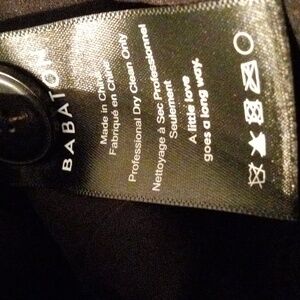 BABATON
Made in China
Fabriqué en Chine
Professional Dry Clean Only
Nettoyage à Sec Professionnel
Seulement
A little love
goes a long way.